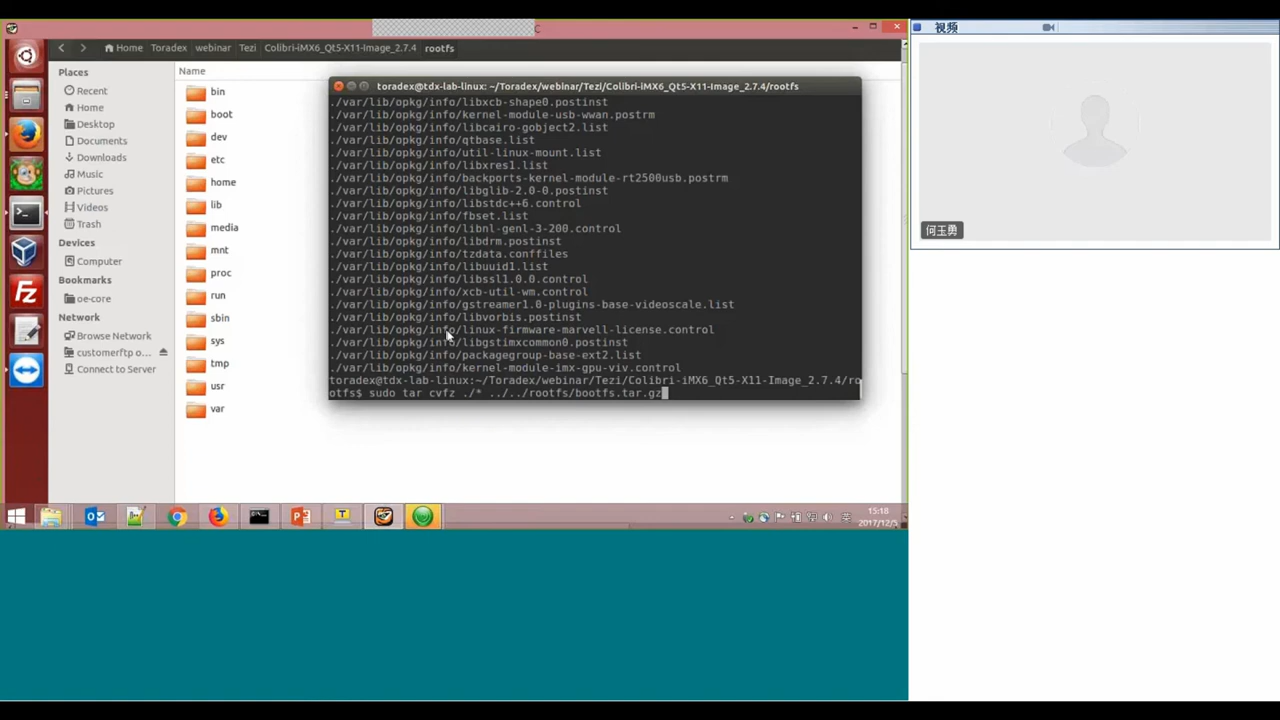 视频
Home Toradex webinar Tezi Colibri-iMX6_Qt5-X11-Image_2.7.4 rootfs
Places
Recent
Home
Desktop
Documents
Downloads
Music
Pictures
Videos
Trash
Devices
Computer
Bookmarks
oe-core
Network
Browse Network
customerftp o...
Connect to Server
Name
bin
boot
dev
etc
home
lib
media
mnt
proc
run
sbin
sys
tmp
usr
var
toradex@tdx-lab-linux: ~/Toradex/webinar/Tezi/Colibri-iMX6_Qt5-X11-Image_2.7.4/rootfs
./var/lib/opkg/info/libxcb-shape0.postinst
./var/lib/opkg/info/kernel-module-usb-wwan.postrm
./var/lib/opkg/info/libcairo-gobject2.list
./var/lib/opkg/info/qtbase.list
./var/lib/opkg/info/util-linux-mount.list
./var/lib/opkg/info/libxres1.list
./var/lib/opkg/info/backports-kernel-module-rt2500usb.postrm
./var/lib/opkg/info/libglib-2.0-0.postinst
./var/lib/opkg/info/libstdc++6.control
./var/lib/opkg/info/fbset.list
./var/lib/opkg/info/libnl-genl-3-200.control
./var/lib/opkg/info/libdrm.postinst
./var/lib/opkg/info/tzdata.conffiles
./var/lib/opkg/info/libuuid1.list
./var/lib/opkg/info/libssl1.0.0.control
./var/lib/opkg/info/xcb-util-wm.control
./var/lib/opkg/info/gstreamer1.0-plugins-base-videoscale.list
./var/lib/opkg/info/libvorbis.postinst
./var/lib/opkg/info/linux-firmware-marvell-license.control
./var/lib/opkg/info/libgstimxcommon0.postinst
./var/lib/opkg/info/packagegroup-base-ext2.list
./var/lib/opkg/info/kernel-module-imx-gpu-viv.control
toradex@tdx-lab-linux:~/Toradex/webinar/Tezi/Colibri-iMX6_Qt5-X11-Image_2.7.4/ro
otfs$ sudo tar cvfz ./* ../../rootfs/bootfs.tar.gz
何玉勇
英
15:18
2017/12/5